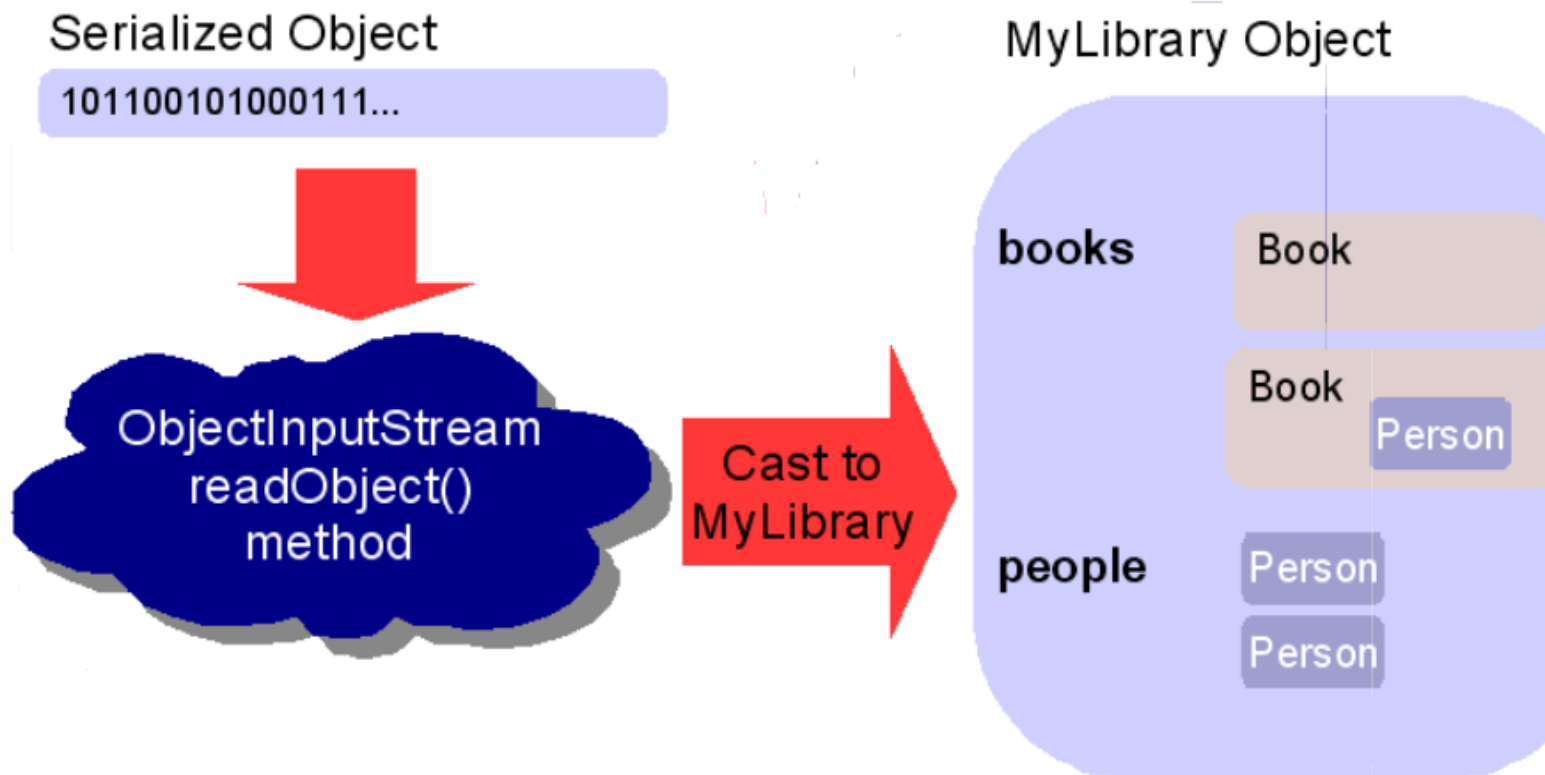 Serialized Object
101100101000111...
ObjectInputStream
readObject()
method
Cast to
MyLibrary
MyLibrary Object
books
Book
Book
Person
people
Person
Person